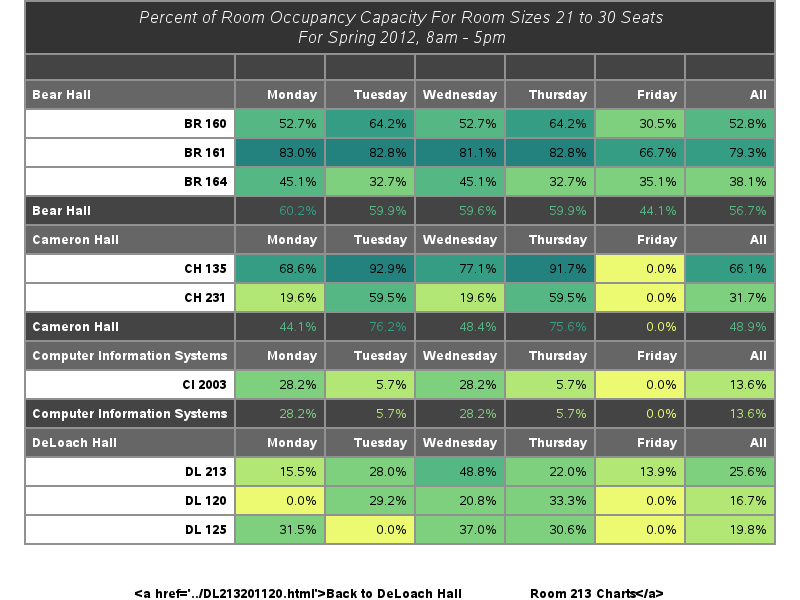 Percent of Room Occupancy Capacity For Room Sizes 21 to 30 Seats
For Spring 2012, 8am - 5pm
Bear Hall Monday Tuesday Wednesday Thursday Friday All
BR 160 52.7% 64.2% 52.7% 64.2% 30.5% 52.8%
BR 161 83.0% 82.8% 81.1% 82.8% 66.7% 79.3%
BR 164 45.1% 32.7% 45.1% 32.7% 35.1% 38.1%
Bear Hall 60.2% 59.9% 59.6% 59.9% 44.1% 56.7%
Cameron Hall Monday Tuesday Wednesday Thursday Friday All
CH 135 68.6% 92.9% 77.1% 91.7% 0.0% 66.1%
CH 231 19.6% 59.5% 19.6% 59.5% 0.0% 31.7%
Cameron Hall 44.1% 76.2% 48.4% 75.6% 0.0% 48.9%
Computer Information Systems Monday Tuesday Wednesday Thursday Friday All
CI 2003 28.2% 5.7% 28.2% 5.7% 0.0% 13.6%
Computer Information Systems 28.2% 5.7% 28.2% 5.7% 0.0% 13.6%
DeLoach Hall Monday Tuesday Wednesday Thursday Friday All
DL 213 15.5% 28.0% 48.8% 22.0% 13.9% 25.6%
DL 120 0.0% 29.2% 20.8% 33.3% 0.0% 16.7%
DL 125 31.5% 0.0% 37.0% 30.6% 0.0% 19.8%
<a href='../DL213201120.html'>Back to DeLoach Hall Room 213 Charts</a>